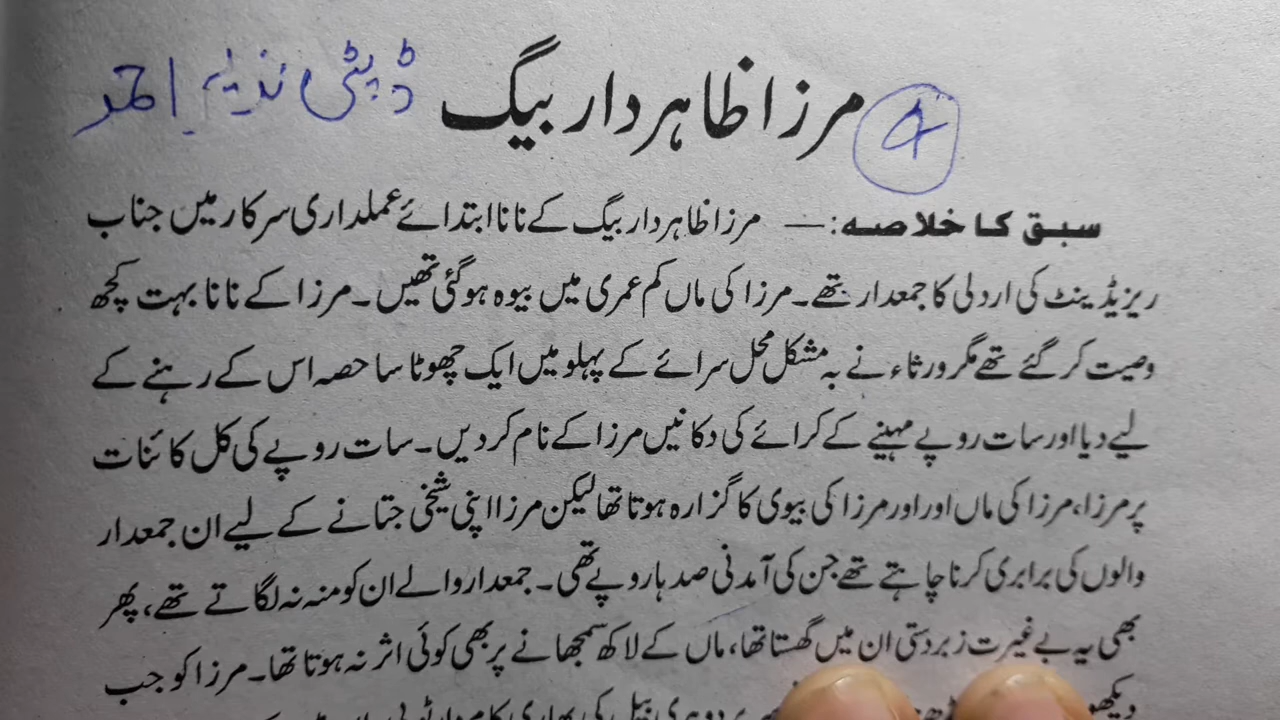 مرزا ظاہر دار بیگ ڈپٹی نذیر احمد
سبق کا خلاصہ:— مرزا ظاہر دار بیگ کے نانا ابتدائے عملداری سرکار میں جناب
ریزیڈینٹ کی اردلی کا جمعدار تھے۔ مرزا کی ماں کم عمری میں بیوہ ہو گئی تھیں۔ مرزا کے نانا بہت کچھ
وصیت کر گئے تھے مگر ورثاء نے بہ مشکل محل سرائے کے پہلو میں ایک چھوٹا سا حصہ اس کے رہنے کے
لیے دیا اور سات روپے مہینے کے کرائے کی دکانیں مرزا کے نام کر دیں۔ سات روپے کی کل کائنات
پر مرزا، مرزا کی ماں اور اور مرزا کی بیوی کا گزارہ ہوتا تھا لیکن مرزا اپنی شیخی جتانے کے لیے ان جمعدار
والوں کی برابری کرنا چاہتے تھے جن کی آمدنی صدہا روپے تھی۔ جمعدار والے ان کو منہ نہ لگاتے تھے، پھر
بھی یہ بے غیرت زبردستی ان میں گھستا تھا، ماں کے لاکھ سمجھانے پر بھی کوئی اثر نہ ہوتا تھا۔ مرزا کو جب